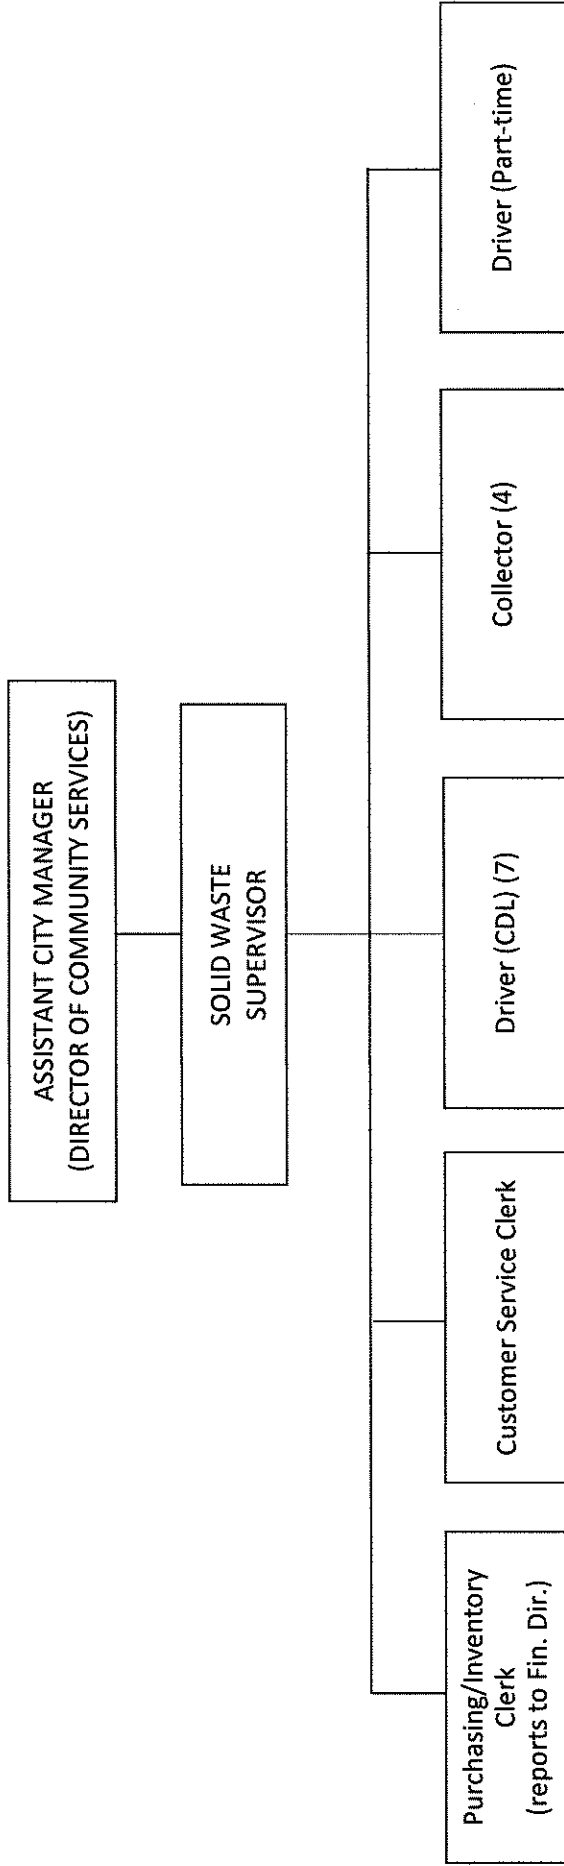 ASSISTANT CITY MANAGER
(DIRECTOR OF COMMUNITY SERVICES)
SOLID WASTE
SUPERVISOR
Purchasing/Inventory
Clerk
(reports to Fin. Dir.)
Customer Service Clerk
Driver (CDL) (7)
Collector (4)
Driver (Part-time)